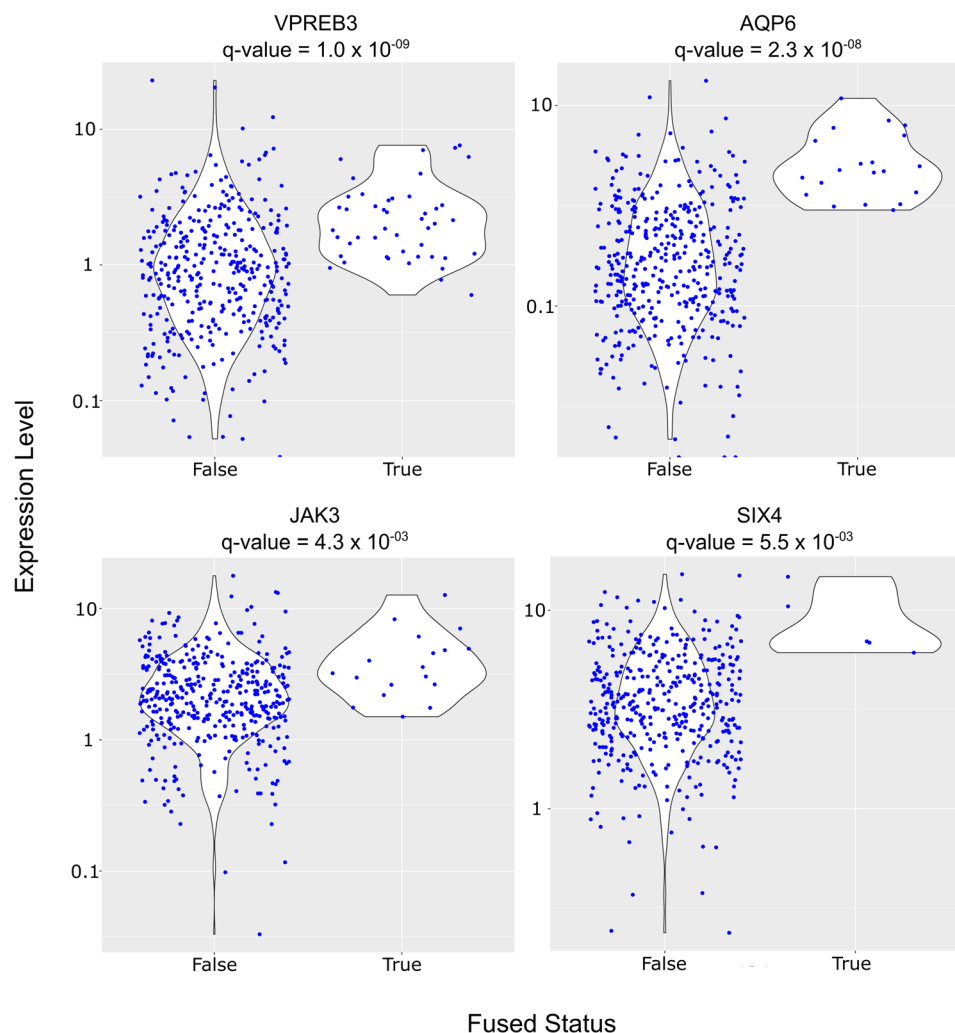 VPREB3
q-value = 1.0 x 10⁻⁰⁹
AQP6
q-value = 2.3 x 10⁻⁰⁸
10
1
0.1
False
True
10
0.1
False
True
JAK3
q-value = 4.3 x 10⁻⁰³
SIX4
q-value = 5.5 x 10⁻⁰³
10
1
0.1
False
True
10
1
False
True
Expression Level
Fused Status